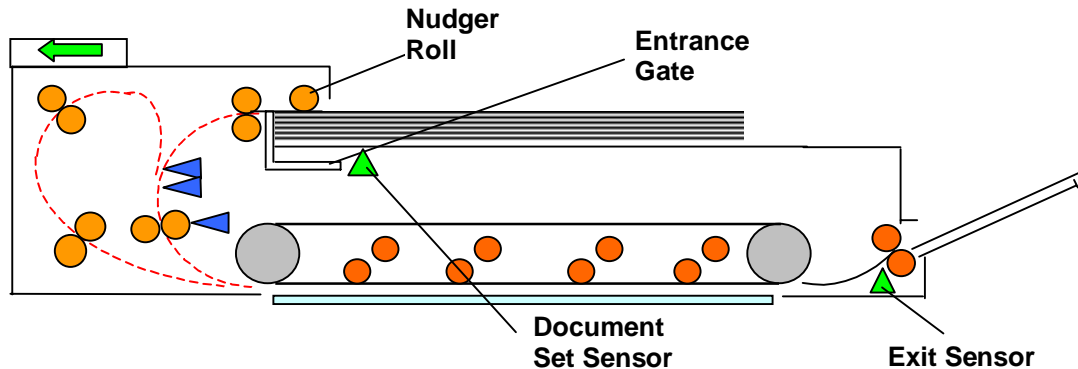 Nudger
Roll
Entrance
Gate
Document
Set Sensor
Exit Sensor